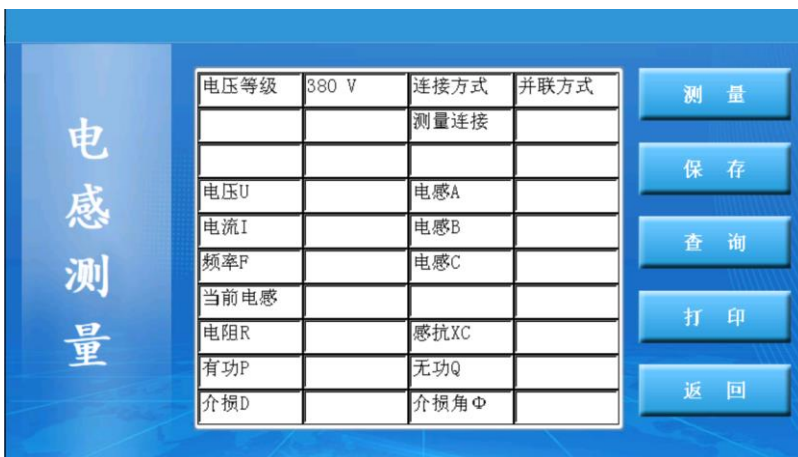 电感测量
电压等级 380 V 连接方式 并联方式
测量连接
电压U 电感A
电流I 电感B
频率F 电感C
当前电感
电阻R 感抗XC
有功P 无功Q
介损D 介损角Φ
测 量
保 存
查 询
打 印
返 回